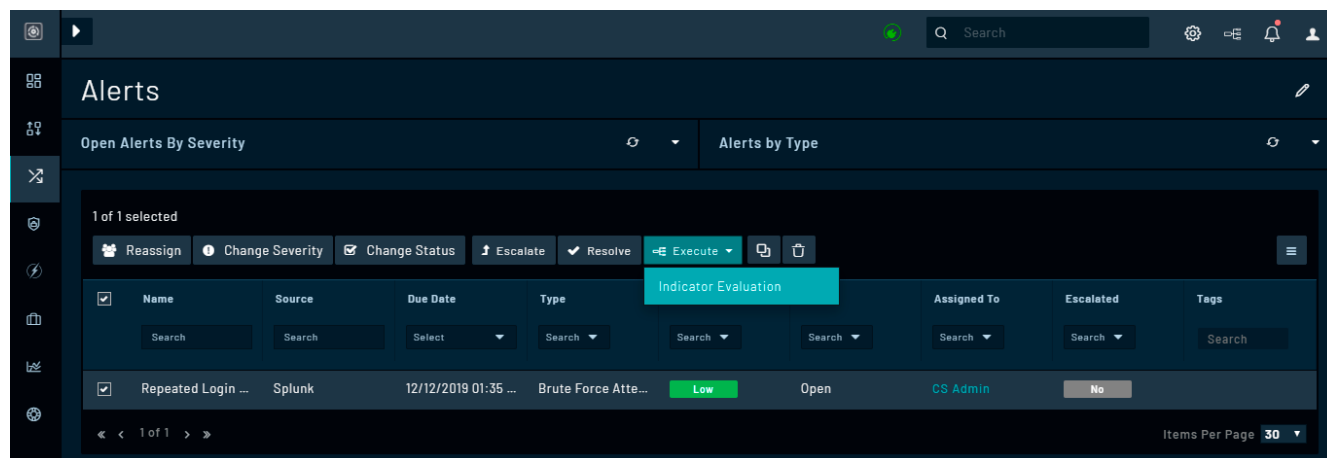 Search
Alerts
Open Alerts By Severity
Alerts by Type
1 of 1 selected
Reassign Change Severity Change Status Escalate Resolve Execute
Indicator Evaluation
Name Source Due Date Type Assigned To Escalated Tags
Search Search Select Search Search Search Search Search Search
Repeated Login ... Splunk 12/12/2019 01:35 ... Brute Force Atte... Low Open CS Admin No
« < 1 of 1 > » Items Per Page 30